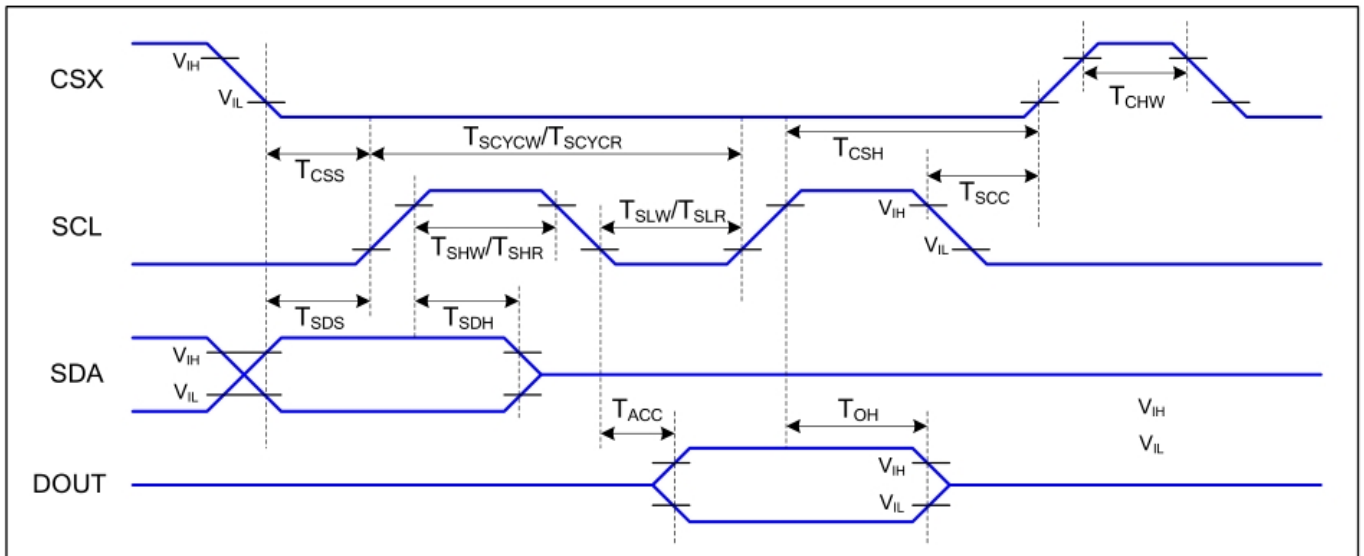 CSX
VIH
VIL
TCHW
TSCYCW/TSCYCR
TCSH
TCSS
TSCC
SCL
TSLW/TSLR
VIH
TSHW/TSHR
VIL
TSDS
TSDH
SDA
VIH
VIL
TACC
TOH
VIH
VIL
DOUT
VIH
VIL